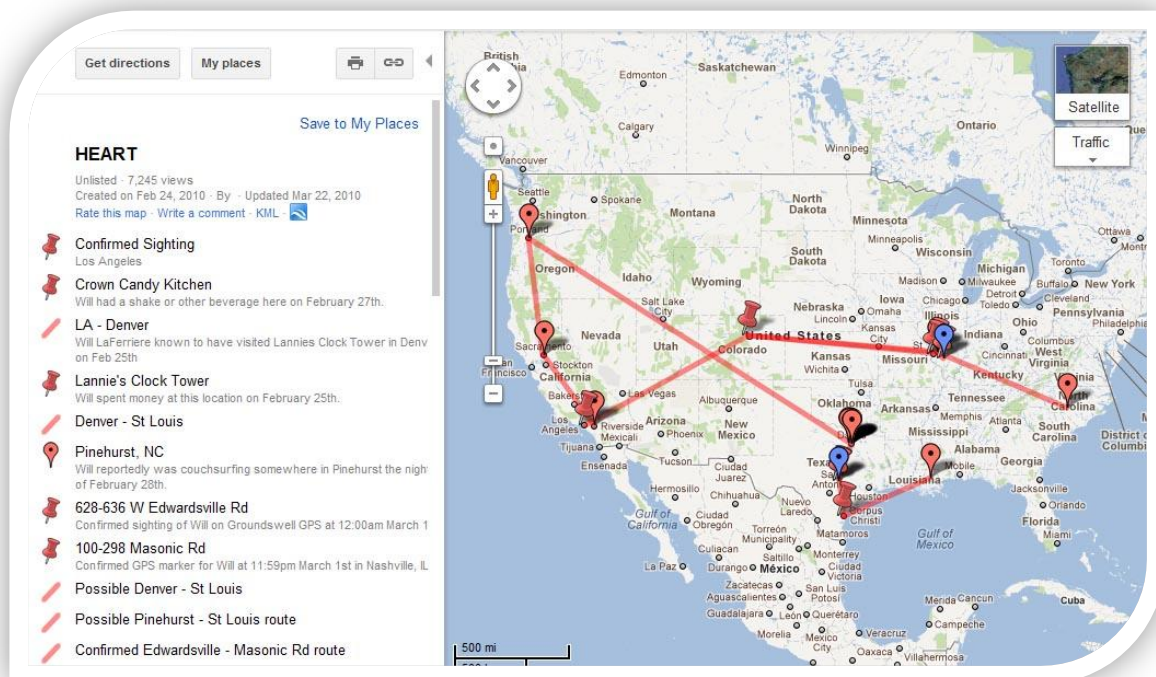 Get directions
My places
Save to My Places
HEART
Unlisted · 7,245 views
Created on Feb 24, 2010 · By · Updated Mar 22, 2010
Rate this map · Write a comment · KML ·
Confirmed Sighting
Los Angeles
Crown Candy Kitchen
Will had a shake or other beverage here on February 27th.
LA - Denver
Will LaFerriere known to have visited Lannies Clock Tower in Denv
on Feb 25th
Lannie's Clock Tower
Will spent money at this location on February 25th.
Denver - St Louis
Pinehurst, NC
Will reportedly was couchsurfing somewhere in Pinehurst the nigh
of February 28th.
628-636 W Edwardsville Rd
Confirmed sighting of Will on Groundswell GPS at 12:00am March 1
100-298 Masonic Rd
Confirmed GPS marker for Will at 11:59pm March 1st in Nashville, IL
Possible Denver - St Louis
Possible Pinehurst - St Louis route
Confirmed Edwardsville - Masonic Rd route
British
Saskatchewan
Edmonton
Calgary
Ontario
Winnipeg
Vancouver
Seattle
Spokane
Portland
Oregon
Montana
North
Dakota
Minnesota
Minneapolis
South
Dakota
Wisconsin
Ottawa
Toronto
Michigan
Idaho
Wyoming
Madison
Milwaukee
Buffalo
New York
Detroit
Cleveland
Iowa
Chicago
Toledo
Salt Lake
City
Nebraska
Lincoln
Omaha
Illinois
Indiana
Ohio
Pennsylvania
Philadelphia
Nevada
Utah
United States
Colorado
Kansas
City
Missouri
Cincinnati
Columbus
West
Virginia
Sacramento
Stockton
San
Francisco
California
Kansas
Wichita
Kentucky
Virginia
Las Vegas
Tulsa
Los
Angeles
Riverside
Arizona
Phoenix
Albuquerque
New
Mexico
Oklahoma
Arkansas
Tennessee
Memphis
North
Carolina
Atlanta
South
Carolina
Tijuana
Mexicali
Ensenada
Tucson
Ciudad
Juarez
Mississippi
Alabama
Georgia
District of
Columbia
Texas
San
Antonio
Houston
Louisiana
Mobile
Jacksonville
Orlando
Florida
Miami
Hermosillo
Chihuahua
Nuevo
Laredo
Corpus
Christi
Gulf of
California
Ciudad
Obregón
Torreón
Municipality
Matamoros
Gulf of
Mexico
Culiacan
Saltillo
Monterrey
La Paz
Durango
México
Ciudad
Victoria
Zacatecas
Aguascalientes
San Luis
Potosí
Guadalajara
León
Querétaro
Morelia
Mexico
City
Veracruz
Oaxaca
Villahermosa
Merida
Cancun
Campeche
Cuba
Satellite
Traffic
500 mi